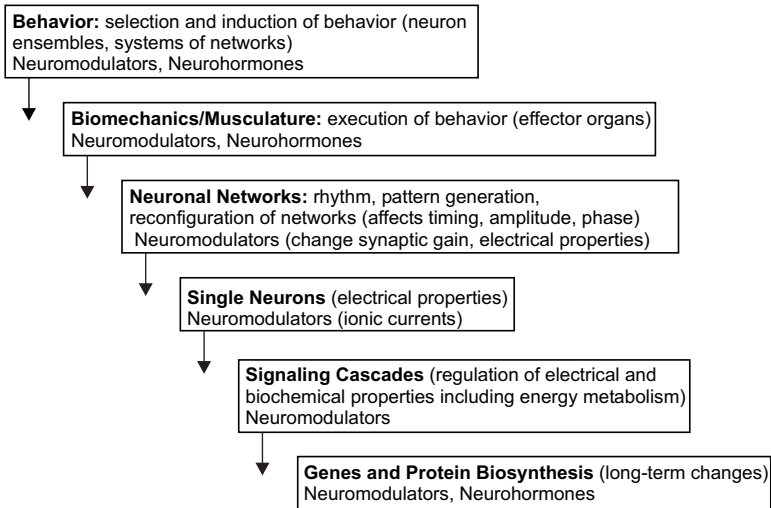 Behavior: selection and induction of behavior (neuron
ensembles, systems of networks)
Neuromodulators, Neurohormones
Biomechanics/Musculature: execution of behavior (effector organs)
Neuromodulators, Neurohormones
Neuronal Networks: rhythm, pattern generation,
reconfiguration of networks (affects timing, amplitude, phase)
Neuromodulators (change synaptic gain, electrical properties)
Single Neurons (electrical properties)
Neuromodulators (ionic currents)
Signaling Cascades (regulation of electrical and
biochemical properties including energy metabolism)
Neuromodulators
Genes and Protein Biosynthesis (long-term changes)
Neuromodulators, Neurohormones